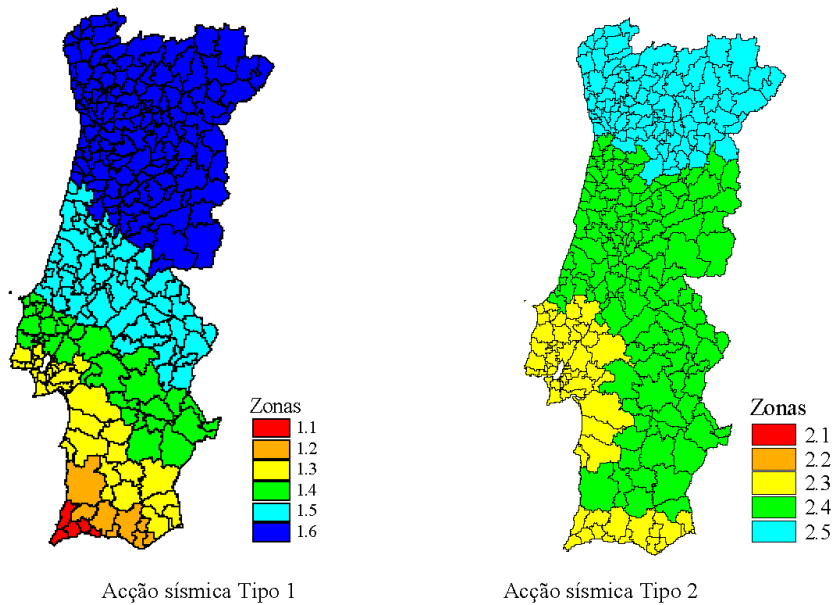 Zonas
1.1
1.2
1.3
1.4
1.5
1.6
Zonas
2.1
2.2
2.3
2.4
2.5
Acção sísmica Tipo 1
Acção sísmica Tipo 2